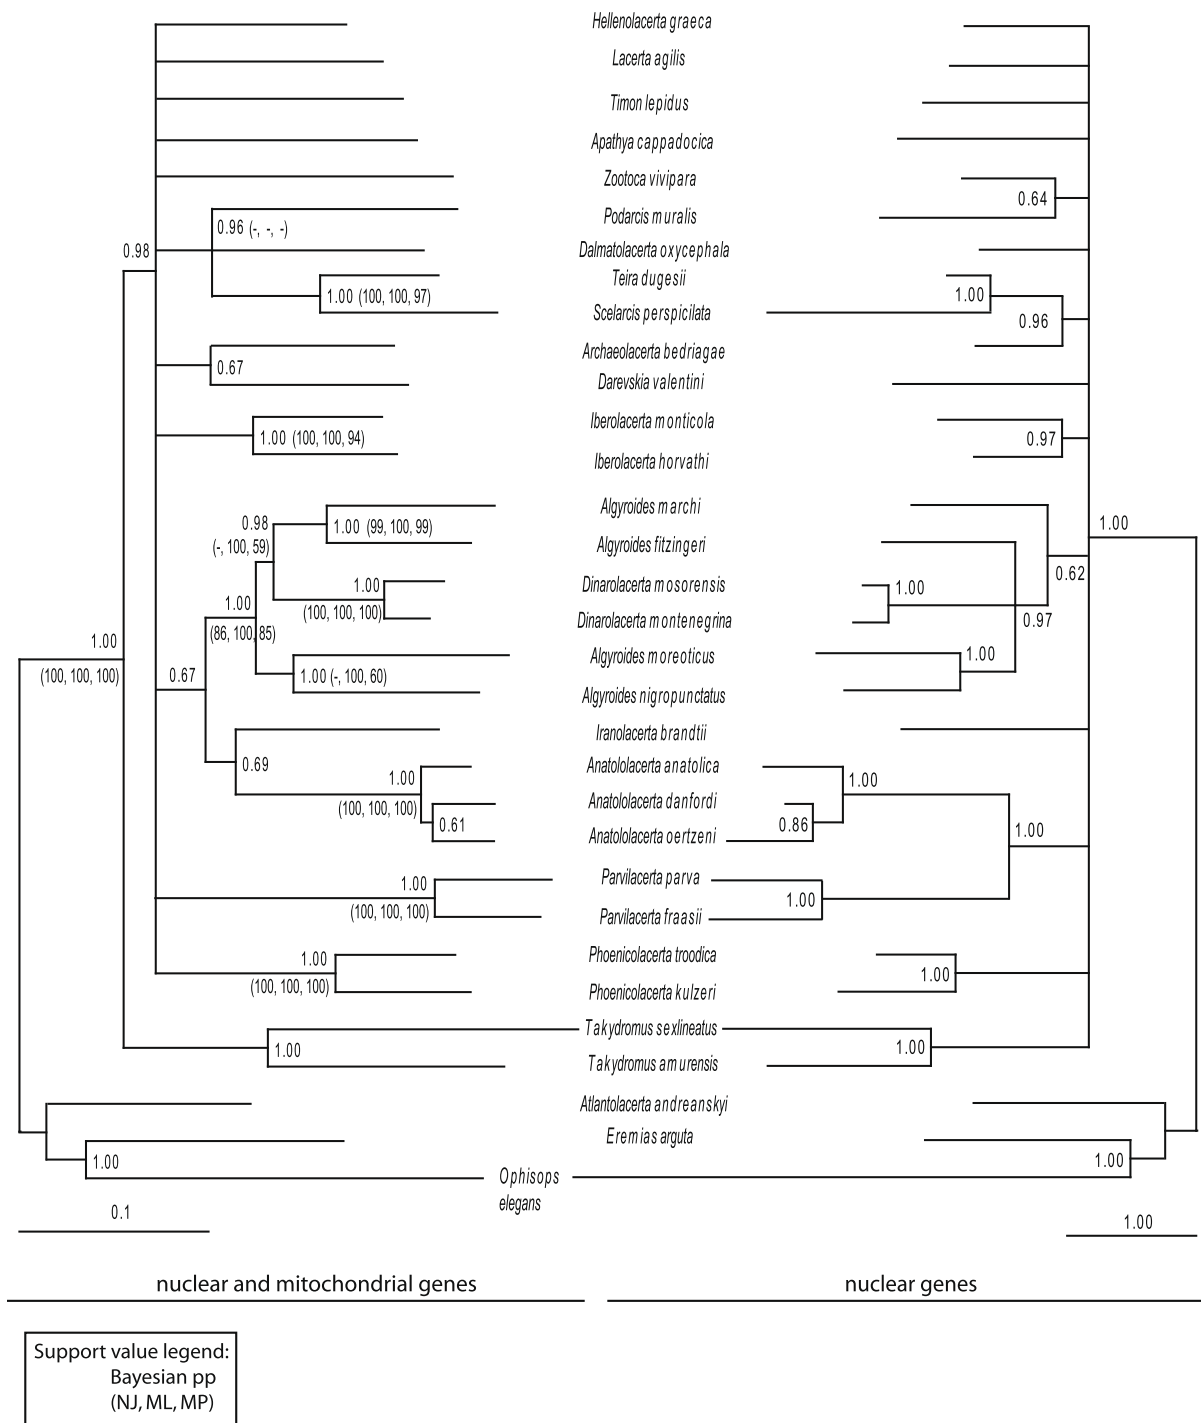 Hellenolacerta graeca
Lacerta agilis
Timon lepidus
Apathya cappadocica
Zootoca vivipara
0.64
Podarcis muralis
0.96 (-, -, -)
0.98
Dalmatolacerta oxycephala
Teira dugesii
1.00 (100, 100, 97)
1.00
Scelarcis perspicilata
0.96
Archaeolacerta bedriagae
0.67
Darevskia valentini
Iberolacerta monticola
1.00 (100, 100, 94)
0.97
Iberolacerta horvathi
Algyroides marchi
0.98
(-, 100, 59)
1.00 (99, 100, 99)
1.00
Algyroides fitzingeri
0.62
1.00
(100, 100, 100)
Dinarolacerta mosorensis
1.00
1.00
(86, 100, 85)
Dinarolacerta montenegrina
0.97
1.00
(100, 100, 100)
Algyroides moreoticus
1.00
0.67
1.00 (-, 100, 60)
Algyroides nigropunctatus
Iranolacerta brandtii
0.69
Anatololacerta anatolica
1.00
1.00
(100, 100, 100)
Anatololacerta danfordi
0.61
0.86
1.00
Anatololacerta oertzeni
Parvilacerta parva
1.00
(100, 100, 100)
1.00
Parvilacerta fraasii
Phoenicolacerta troodica
1.00
(100, 100, 100)
1.00
Phoenicolacerta kulzeri
Takydromus sexlineatus
1.00
1.00
Takydromus amurensis
Atlantolacerta andreanskyi
Eremias arguta
1.00
1.00
Ophisops
elegans
0.1
1.00
nuclear and mitochondrial genes
nuclear genes
Support value legend:
Bayesian pp
(NJ, ML, MP)